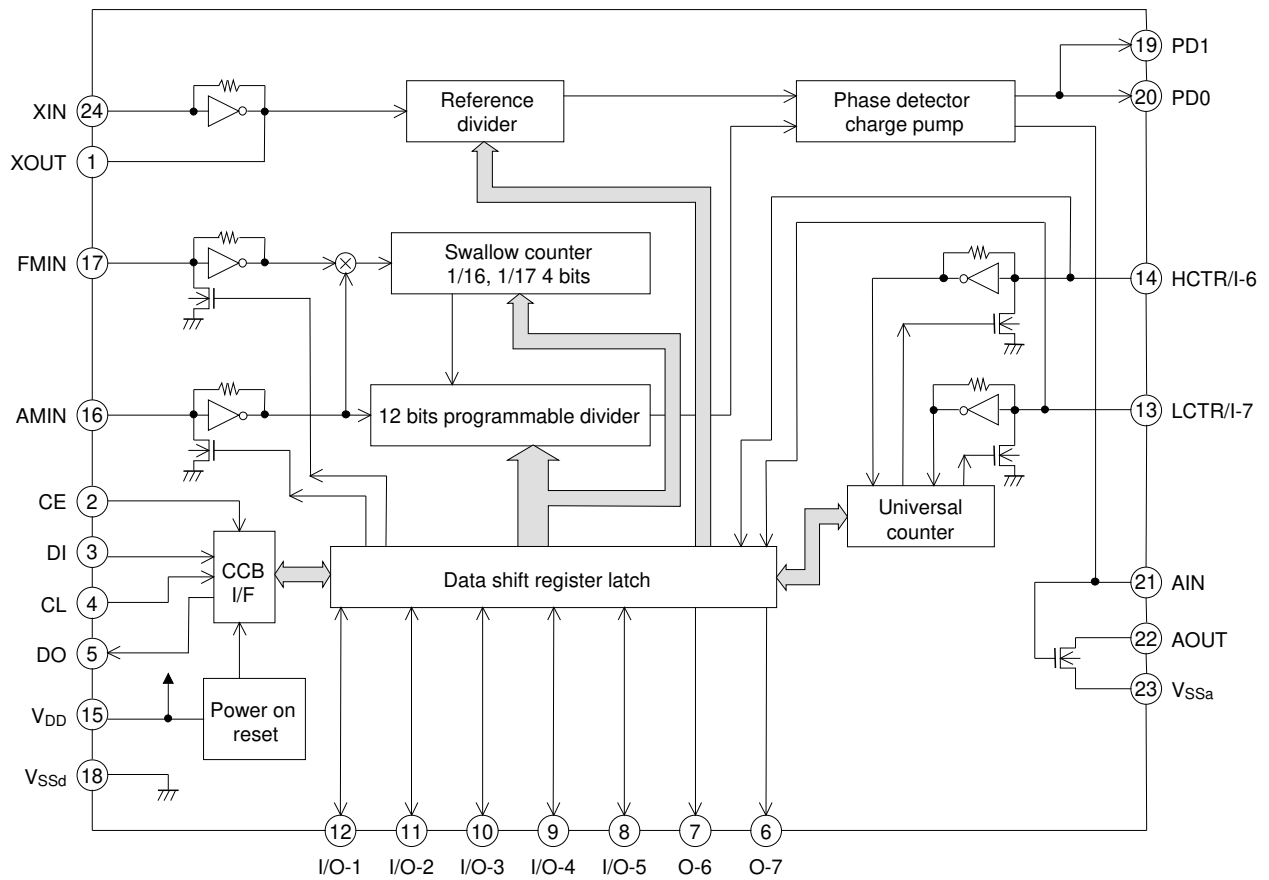 19 PD1
XIN 24
Reference
divider
Phase detector
charge pump
20 PD0
XOUT 1
FMIN 17
Swallow counter
1/16, 1/17 4 bits
14 HCTR/I-6
AMIN 16
12 bits programmable divider
13 LCTR/I-7
CE 2
Universal
counter
DI 3
CCB
I/F
Data shift register latch
21 AIN
CL 4
22 AOUT
DO 5
23 VSSa
VDD 15
Power on
reset
VSSd 18
12 11 10 9 8 7 6
I/O-1 I/O-2 I/O-3 I/O-4 I/O-5 O-6 O-7